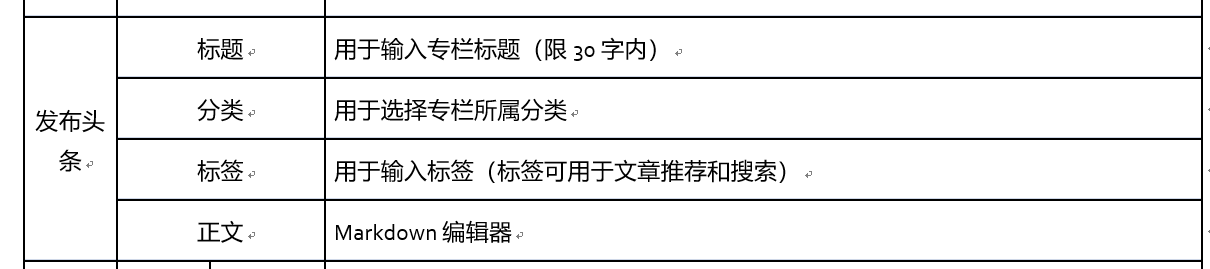 发布头
条
标题
用于输入专栏标题（限 30 字内）
分类
用于选择专栏所属分类
标签
用于输入标签（标签可用于文章推荐和搜索）
正文
Markdown 编辑器